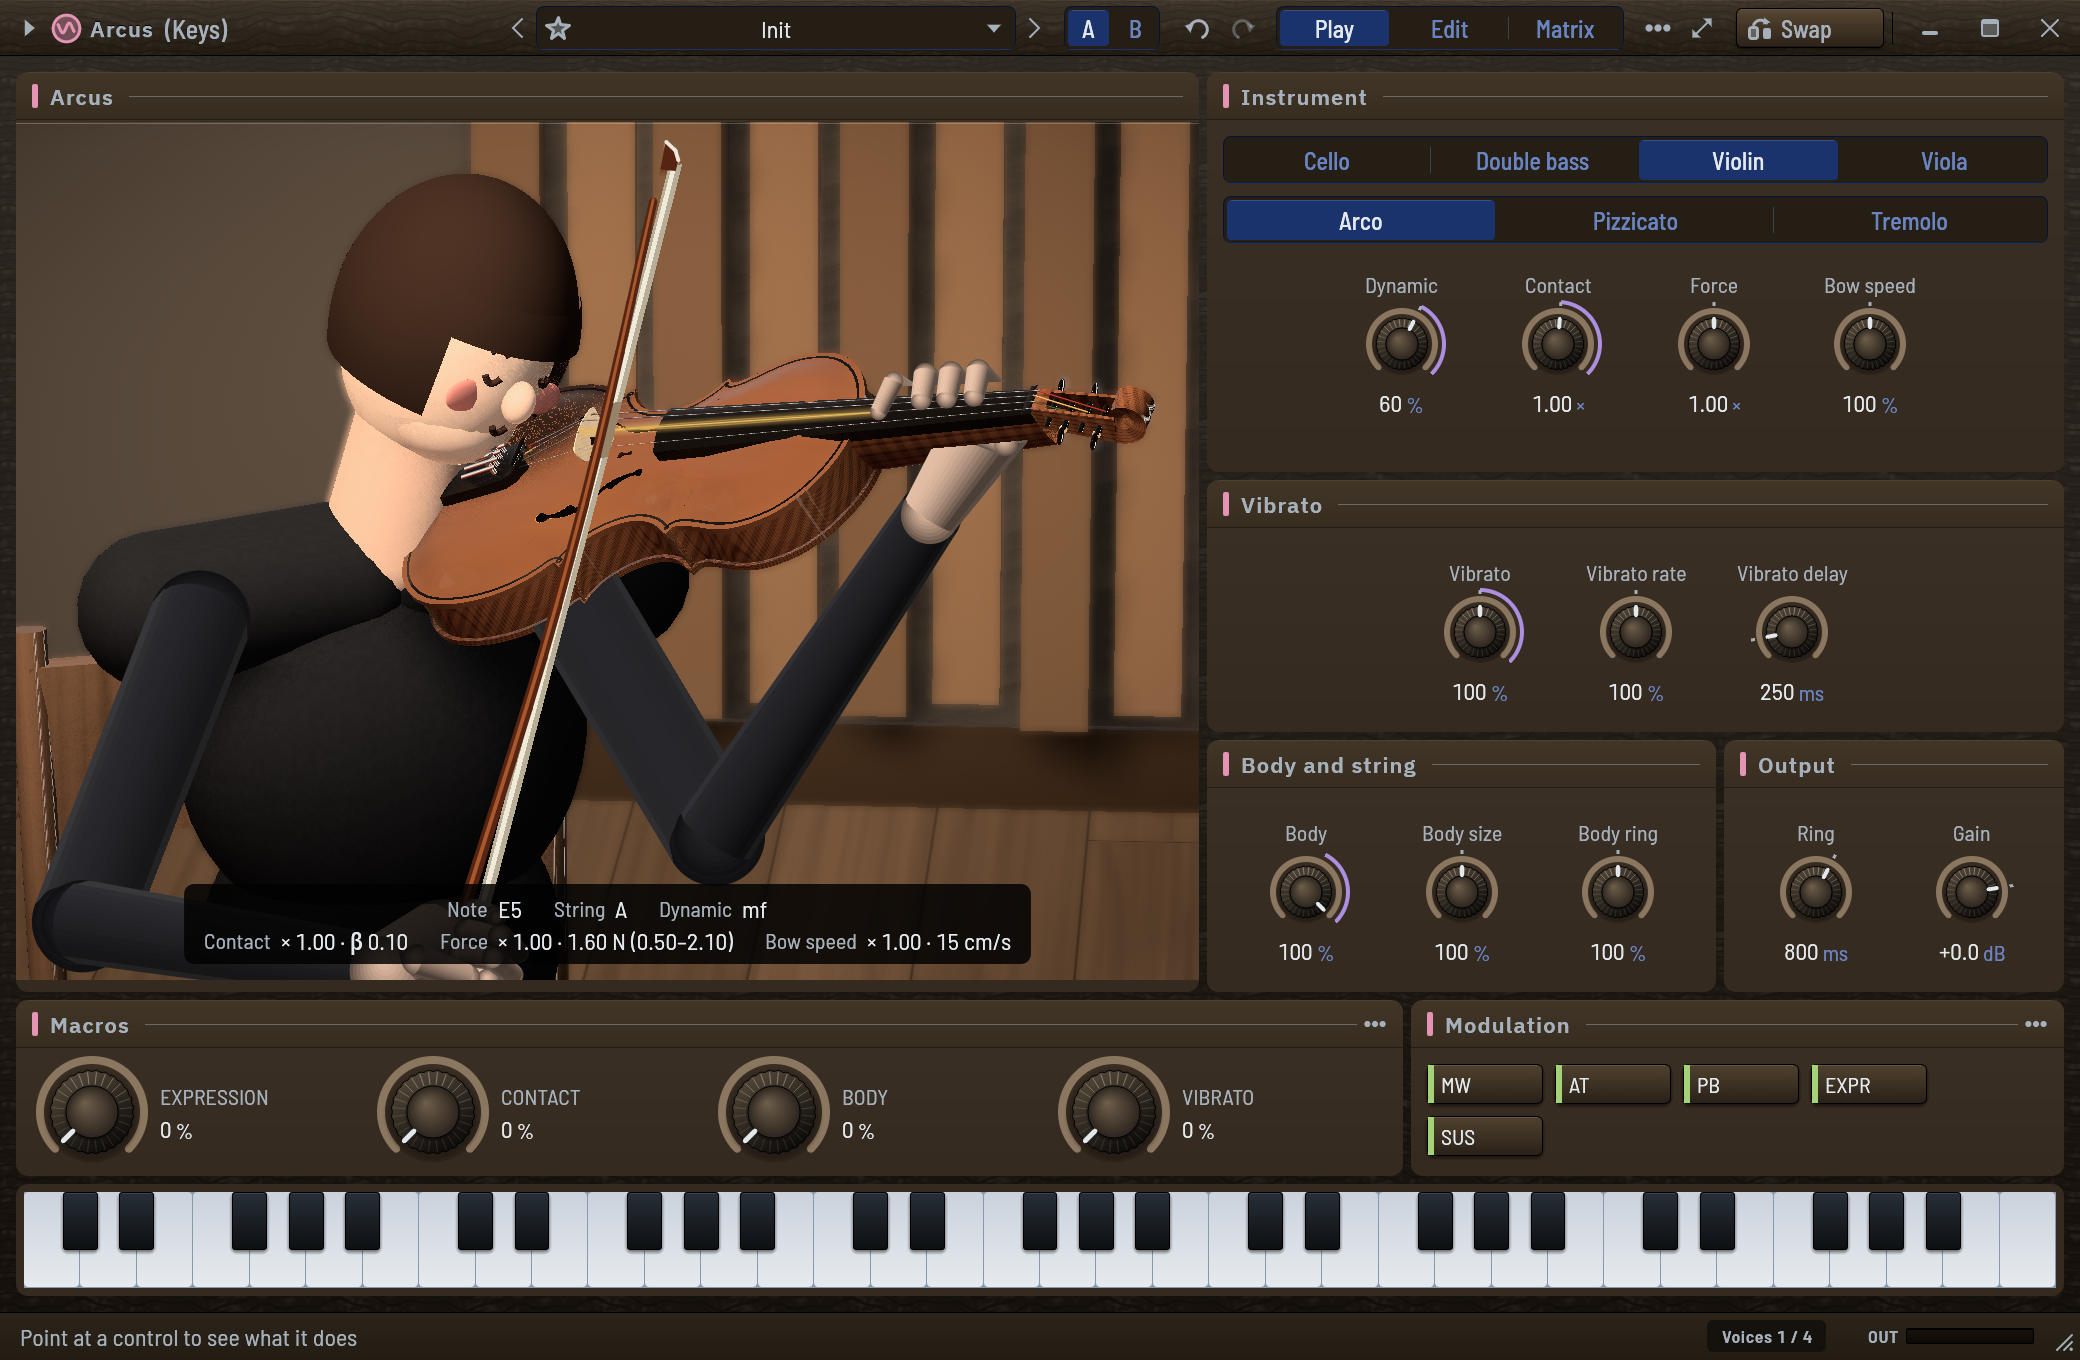 Arcus (Keys)
Init
A B
Play Edit Matrix
Swap
Arcus
Instrument
Cello Double bass Violin Viola
Arco Pizzicato Tremolo
Dynamic Contact Force Bow speed
60 % 1.00 × 1.00 × 100 %
Vibrato
Vibrato Vibrato rate Vibrato delay
100 % 100 % 250 ms
Body and string
Body Body size Body ring
100 % 100 % 100 %
Output
Ring Gain
800 ms +0.0 dB
Note E5 String A Dynamic mf
Contact × 1.00 · β 0.10 Force × 1.00 · 1.60 N (0.50–2.10) Bow speed × 1.00 · 15 cm/s
Macros
EXPRESSION
0 %
CONTACT
0 %
BODY
0 %
VIBRATO
0 %
Modulation
MW AT PB EXPR
SUS
Point at a control to see what it does
Voices 1 / 4
OUT